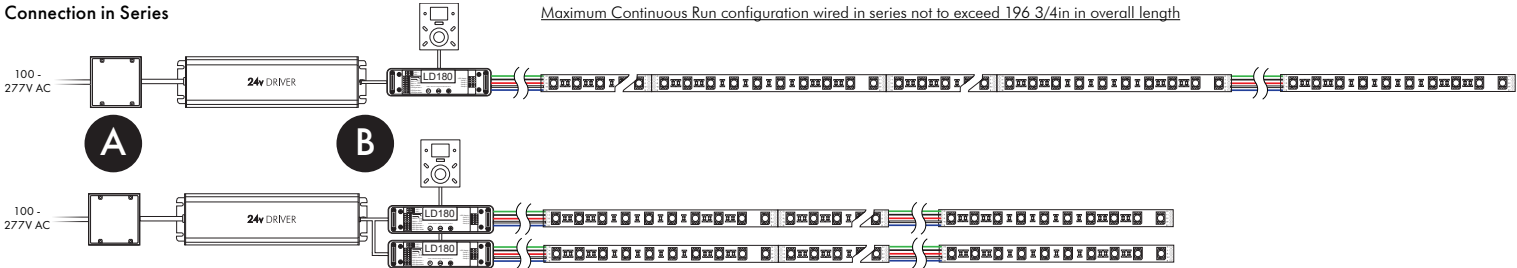 Connection in Series
Maximum Continuous Run configuration wired in series not to exceed 196 3/4in in overall length
100 -
277V AC
24v DRIVER
LD180
A
B
100 -
277V AC
24v DRIVER
LD180
LD180